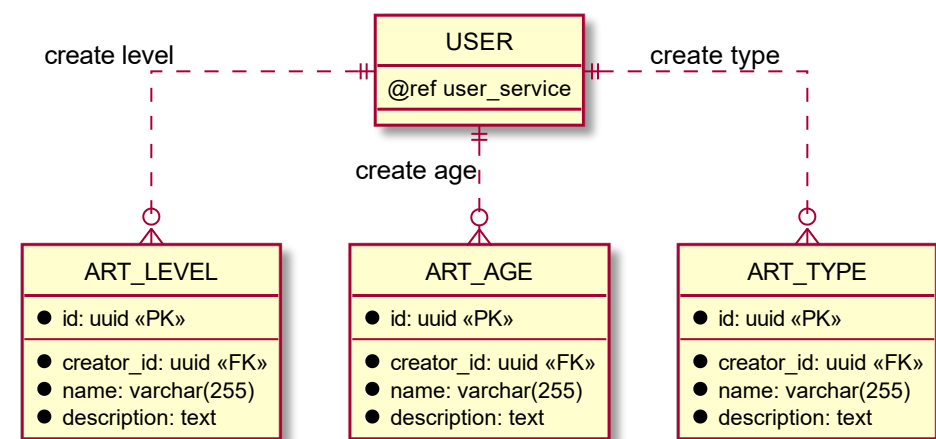 USER
@ref user_service
create level
create type
create age
ART_LEVEL
id: uuid «PK»
creator_id: uuid «FK»
name: varchar(255)
description: text
ART_AGE
id: uuid «PK»
creator_id: uuid «FK»
name: varchar(255)
description: text
ART_TYPE
id: uuid «PK»
creator_id: uuid «FK»
name: varchar(255)
description: text